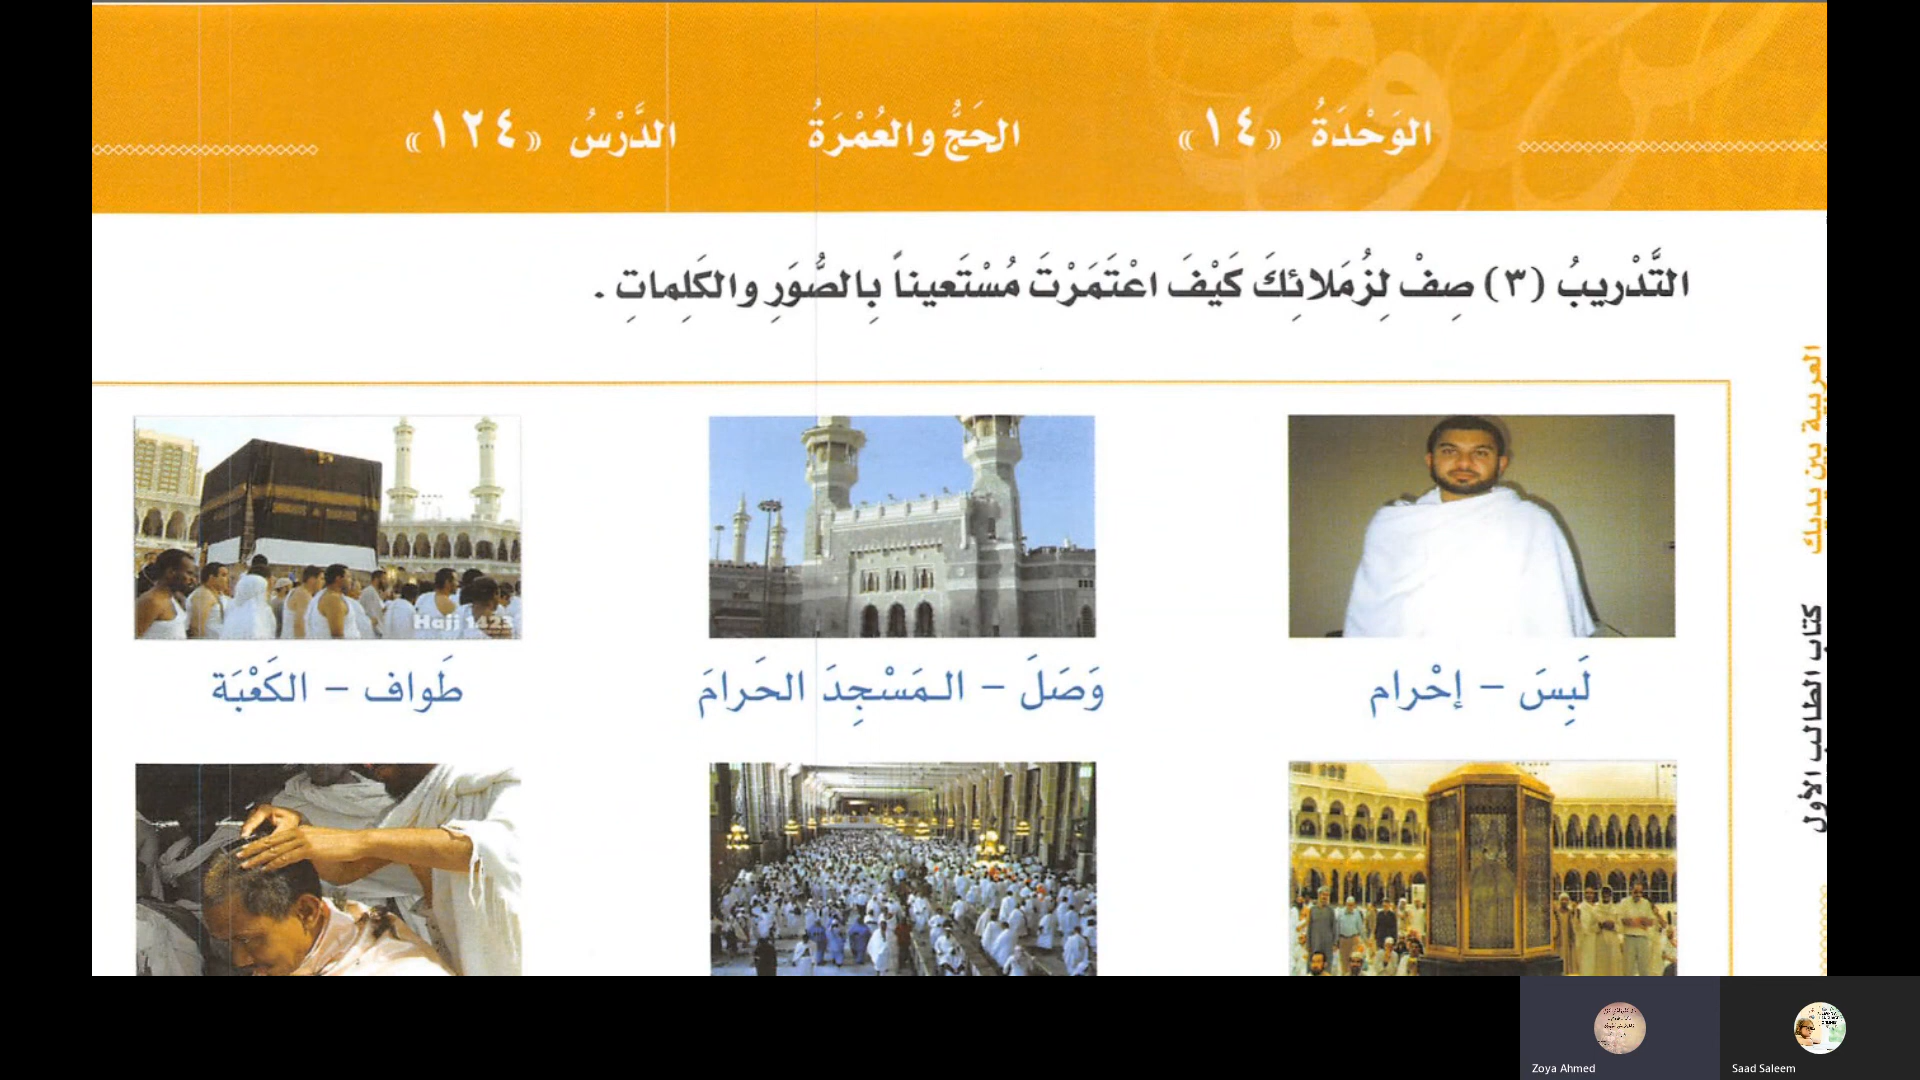 الوَحْدَةُ «١٤» الحَجُّ والعُمْرَةُ الدَّرْسُ «١٢٤»
التَّدْرِيبُ (٣) صِفْ لِزُمَلائِكَ كَيْفَ اعْتَمَرْتَ مُسْتَعيناً بِالصُّوَرِ والكَلِماتِ .
العربية بين يديك
كتاب الطالب الأول
لَبِسَ – إحْرام
وَصَلَ – المَسْجِدَ الحَرامَ
Hajj 1423
طَواف – الكَعْبَة
Zoya Ahmed
Saad Saleem